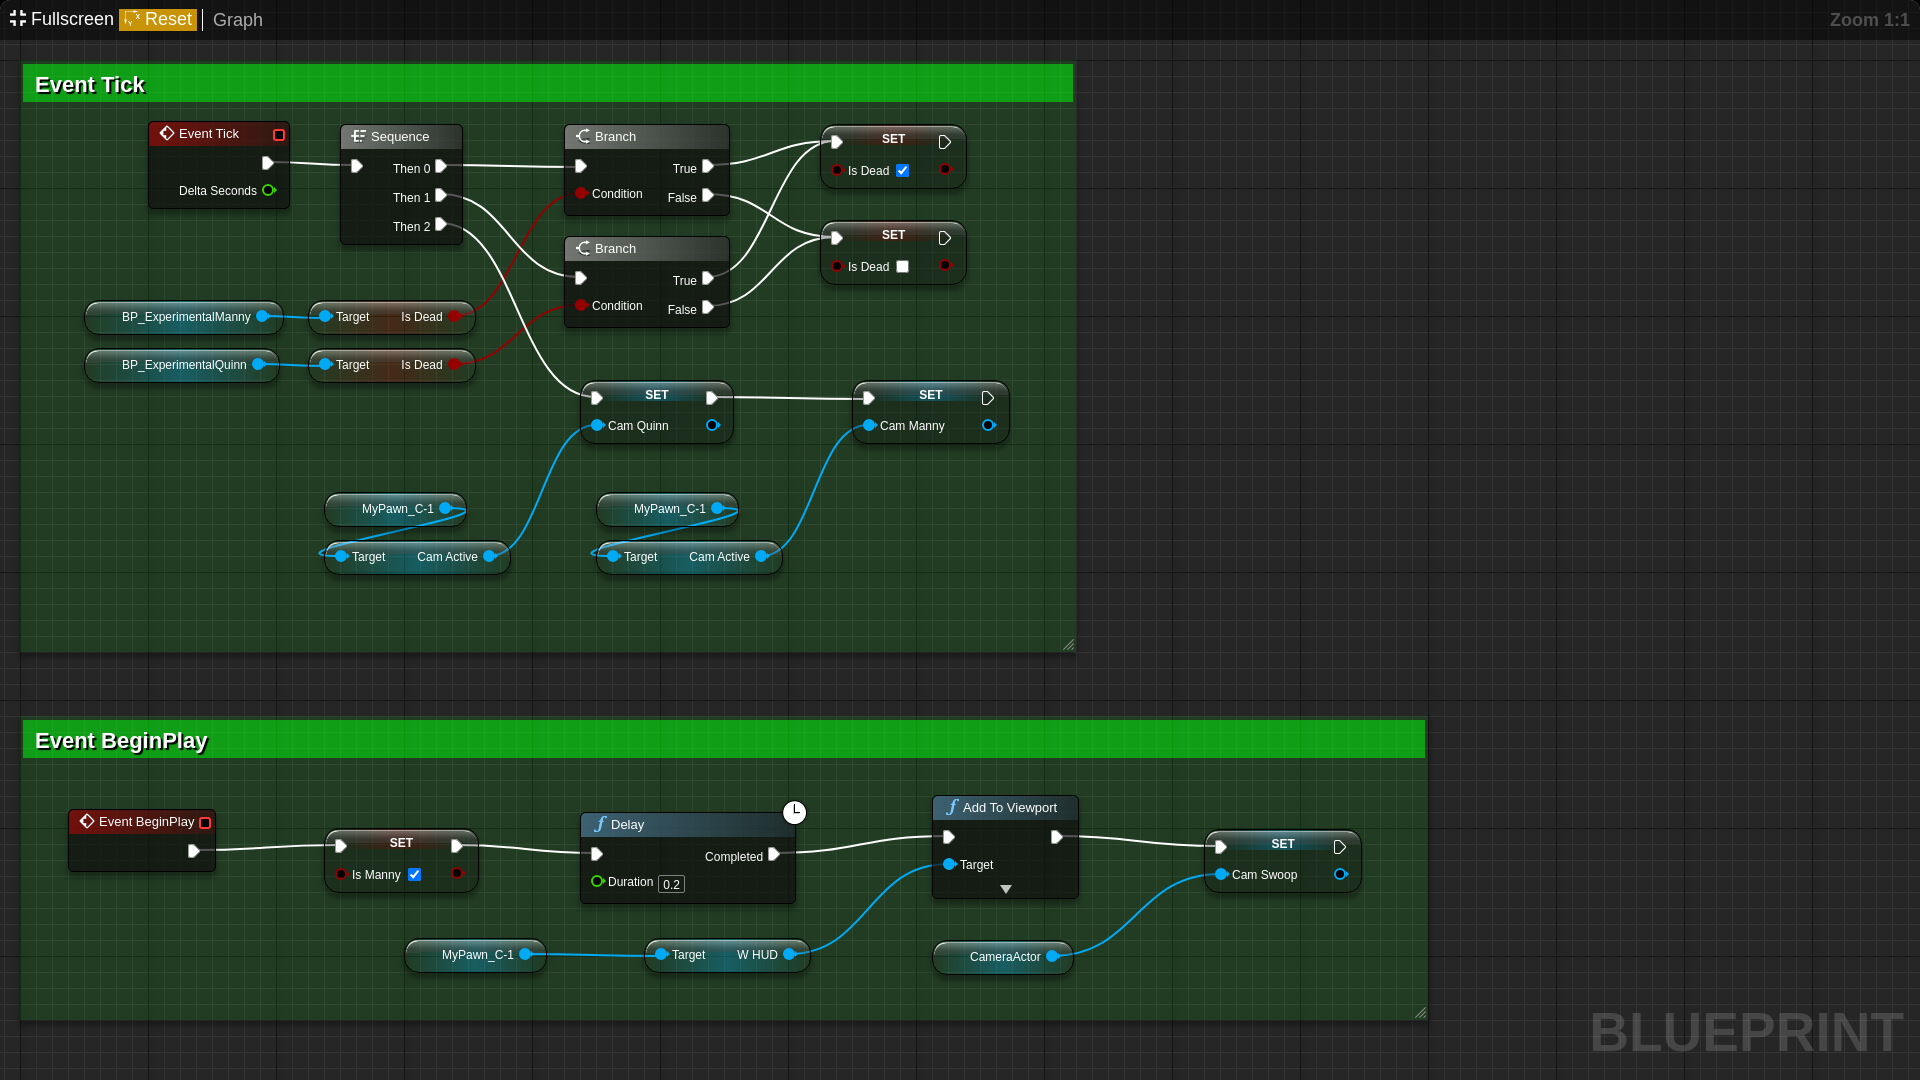 Fullscreen Reset Graph Zoom 1:1
Event Tick
Event Tick
Delta Seconds
Sequence
Then 0
Then 1
Then 2
Branch
True
Condition
False
SET
Is Dead
SET
Is Dead
Branch
True
Condition
False
BP_ExperimentalManny
Target Is Dead
BP_ExperimentalQuinn
Target Is Dead
SET
Cam Quinn
SET
Cam Manny
MyPawn_C-1
Target Cam Active
MyPawn_C-1
Target Cam Active
Event BeginPlay
Event BeginPlay
SET
Is Manny
Delay
Completed
Duration 0.2
Add To Viewport
Target
SET
Cam Swoop
MyPawn_C-1
Target W HUD
CameraActor
BLUEPRINT